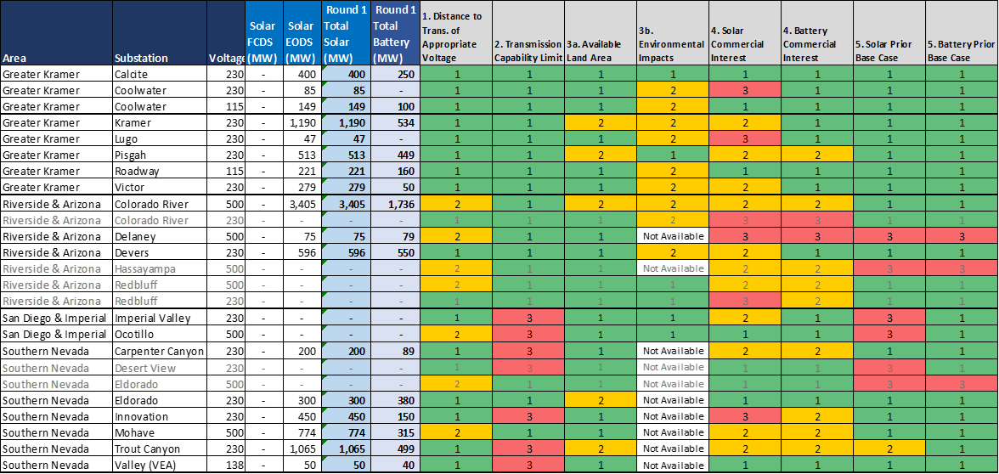 Area Substation Voltage Solar FCDS (MW) Solar EODS (MW) Round 1 Total Solar (MW) Round 1 Total Battery (MW) 1. Distance to Trans. of Appropriate Voltage 2. Transmission Capability Limit 3a. Available Land Area 3b. Environmental Impacts 4. Solar Commercial Interest 4. Battery Commercial Interest 5. Solar Prior Base Case 5. Battery Prior Base Case
Greater Kramer Calcite 230 - 400 400 250 1 1 1 1 1 1 1 1
Greater Kramer Coolwater 230 - 85 85 - 1 1 1 2 3 1 1 1
Greater Kramer Coolwater 115 - 149 149 100 1 1 1 2 1 1 1 1
Greater Kramer Kramer 230 - 1,190 1,190 534 1 1 2 2 2 1 1 1
Greater Kramer Lugo 230 - 47 47 - 1 1 1 2 3 1 1 1
Greater Kramer Pisgah 230 - 513 513 449 1 1 2 1 2 2 1 1
Greater Kramer Roadway 115 - 221 221 160 1 1 1 2 1 1 1 1
Greater Kramer Victor 230 - 279 279 50 1 1 1 2 2 1 1 1
Riverside & Arizona Colorado River 500 - 3,405 3,405 1,736 2 1 2 2 2 2 1 1
Riverside & Arizona Colorado River 230 - - - - 1 1 1 2 3 3 1 1
Riverside & Arizona Delaney 500 - 75 75 79 2 1 1 Not Available 3 3 3 3
Riverside & Arizona Devers 230 - 596 596 550 1 1 1 2 2 1 1 1
Riverside & Arizona Hassayampa 500 - - - - 2 1 1 Not Available 2 2 3 3
Riverside & Arizona Redbluff 500 - - - - 2 1 1 1 2 2 1 1
Riverside & Arizona Redbluff 230 - - - - 1 1 1 1 3 2 1 1
San Diego & Imperial Imperial Valley 230 - - - - 1 3 1 1 2 1 3 1
San Diego & Imperial Ocotillo 500 - - - - 2 3 1 1 1 1 3 1
Southern Nevada Carpenter Canyon 230 - 200 200 89 1 3 1 Not Available 2 2 1 1
Southern Nevada Desert View 230 - - - - 1 3 1 Not Available 1 1 3 1
Southern Nevada Eldorado 500 - - - - 2 1 1 Not Available 1 1 3 3
Southern Nevada Eldorado 230 - 300 300 380 1 1 2 Not Available 1 1 1 1
Southern Nevada Innovation 230 - 450 450 150 1 3 1 Not Available 3 2 1 1
Southern Nevada Mohave 500 - 774 774 315 2 1 1 Not Available 2 2 1 1
Southern Nevada Trout Canyon 230 - 1,065 1,065 499 1 3 2 Not Available 2 2 2 1
Southern Nevada Valley (VEA) 138 - 50 50 40 1 3 1 Not Available 1 1 1 1